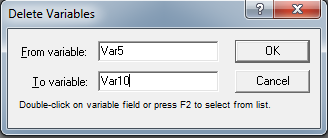 Delete Variables
From variable: Var5 OK
To variable: Var10 Cancel
Double-click on variable field or press F2 to select from list.